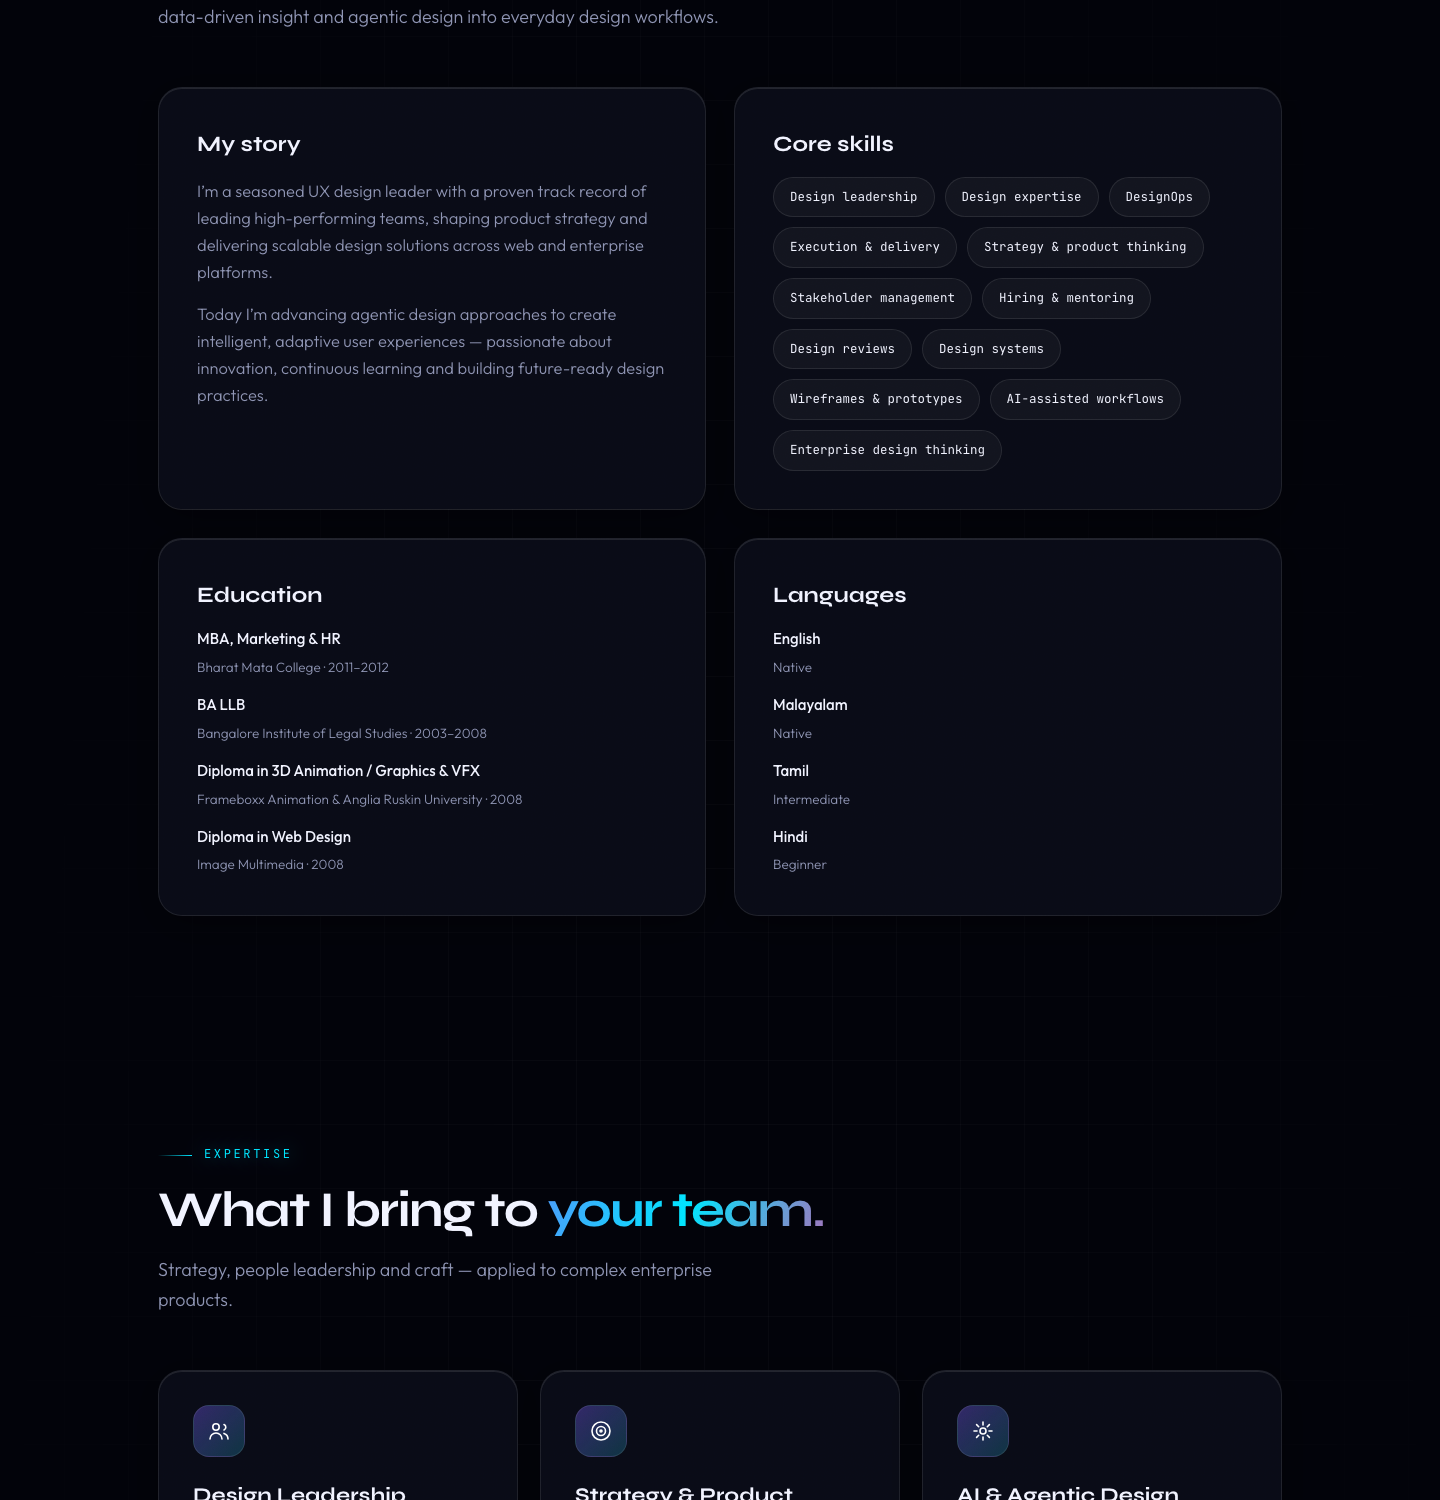 data-driven insight and agentic design into everyday design workflows.
My story
I'm a seasoned UX design leader with a proven track record of
leading high-performing teams, shaping product strategy and
delivering scalable design solutions across web and enterprise
platforms.
Today I'm advancing agentic design approaches to create
intelligent, adaptive user experiences — passionate about
innovation, continuous learning and building future-ready design
practices.
Core skills
Design leadership
Design expertise
DesignOps
Execution & delivery
Strategy & product thinking
Stakeholder management
Hiring & mentoring
Design reviews
Design systems
Wireframes & prototypes
AI-assisted workflows
Enterprise design thinking
Education
MBA, Marketing & HR
Bharat Mata College · 2011–2012
BA LLB
Bangalore Institute of Legal Studies · 2003–2008
Diploma in 3D Animation / Graphics & VFX
Frameboxx Animation & Anglia Ruskin University · 2008
Diploma in Web Design
Image Multimedia · 2008
Languages
English
Native
Malayalam
Native
Tamil
Intermediate
Hindi
Beginner
EXPERTISE
What I bring to your team.
Strategy, people leadership and craft — applied to complex enterprise
products.
Design Leadership
Strategy & Product
AI & Agentic Design